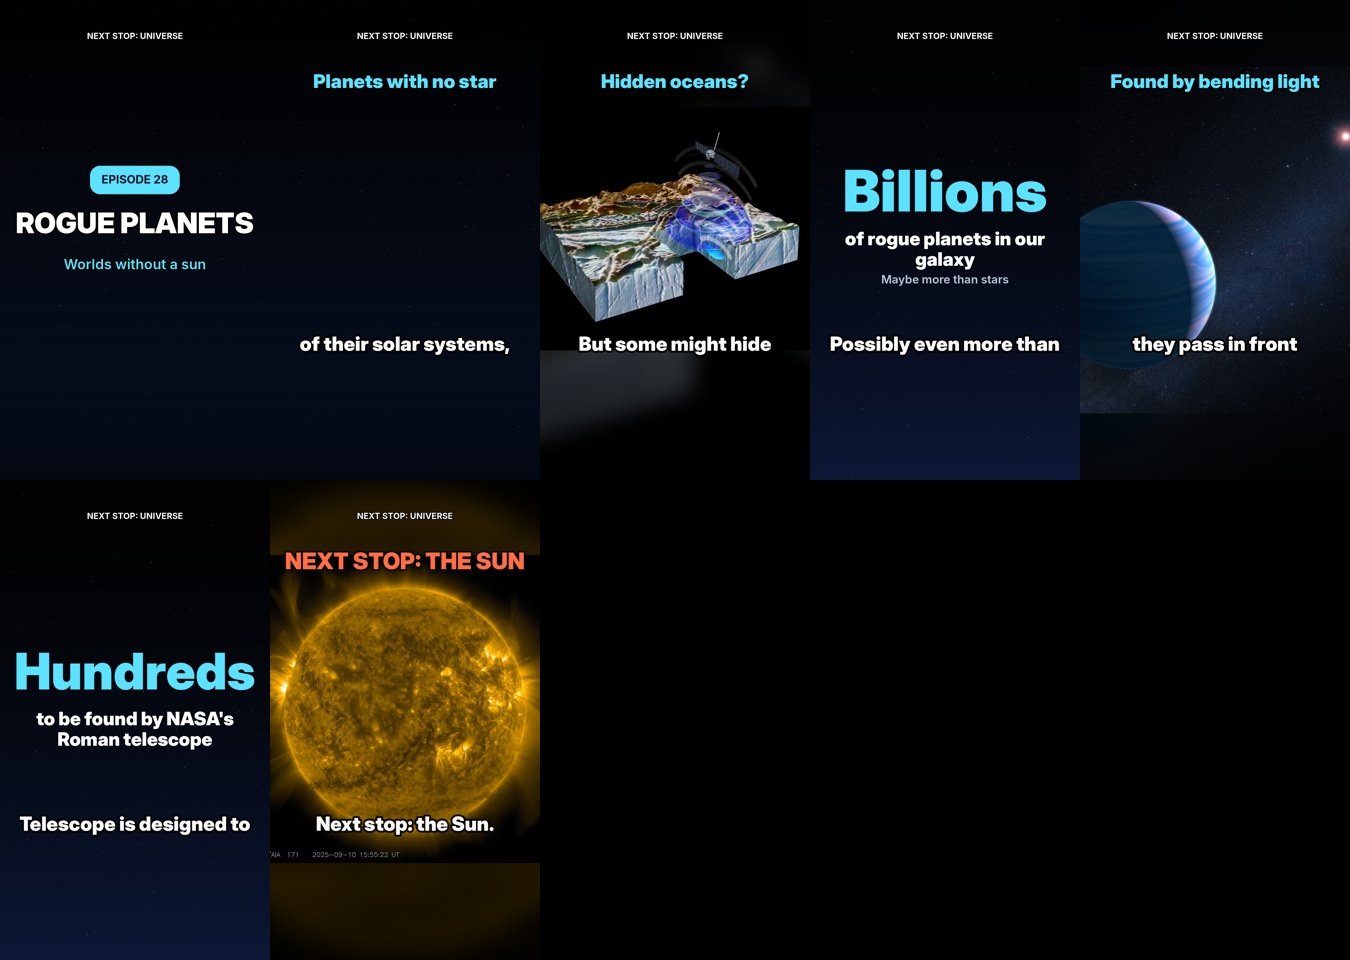 NEXT STOP: UNIVERSE
EPISODE 28
ROGUE PLANETS
Worlds without a sun
NEXT STOP: UNIVERSE
Planets with no star
of their solar systems,
NEXT STOP: UNIVERSE
Hidden oceans?
But some might hide
NEXT STOP: UNIVERSE
Billions
of rogue planets in our
galaxy
Maybe more than stars
Possibly even more than
NEXT STOP: UNIVERSE
Found by bending light
they pass in front
NEXT STOP: UNIVERSE
Hundreds
to be found by NASA's
Roman telescope
Telescope is designed to
NEXT STOP: UNIVERSE
NEXT STOP: THE SUN
Next stop: the Sun.
AIA 171 2025-09-10 15:55:22 UT